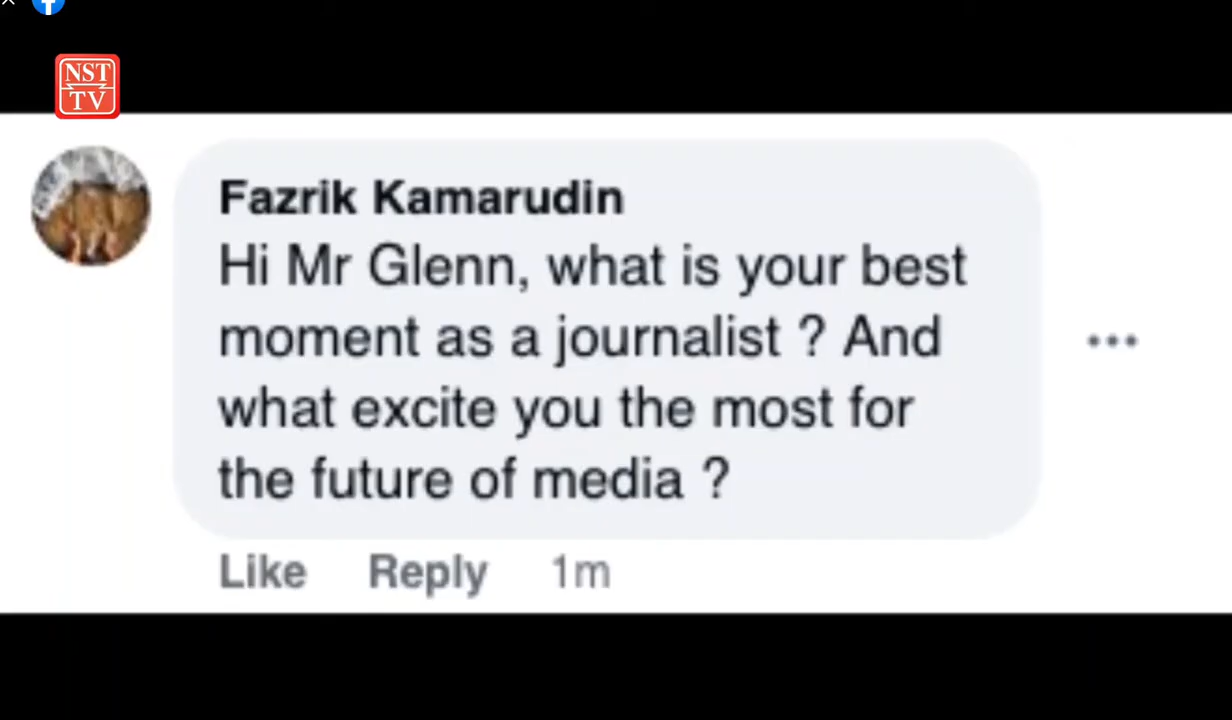 NST
TV
Fazrik Kamarudin
Hi Mr Glenn, what is your best
moment as a journalist ? And
what excite you the most for
the future of media ?
Like Reply 1m